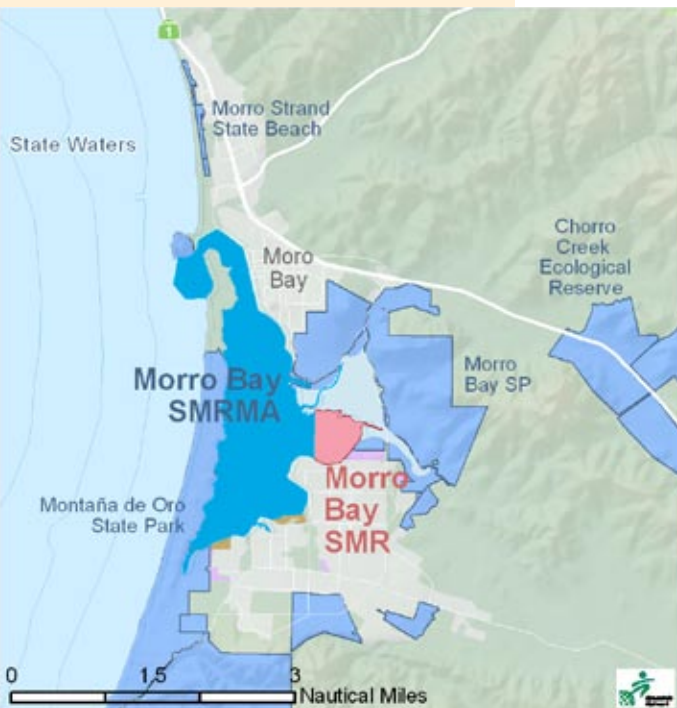 1
Morro Strand
State Beach
State Waters
Chorro
Creek
Ecological
Reserve
Moro
Bay
Morro Bay
SMRMA
Morro
Bay SP
Morro
Bay
SMR
Montaña de Oro
State Park
0 1.5 3
Nautical Miles